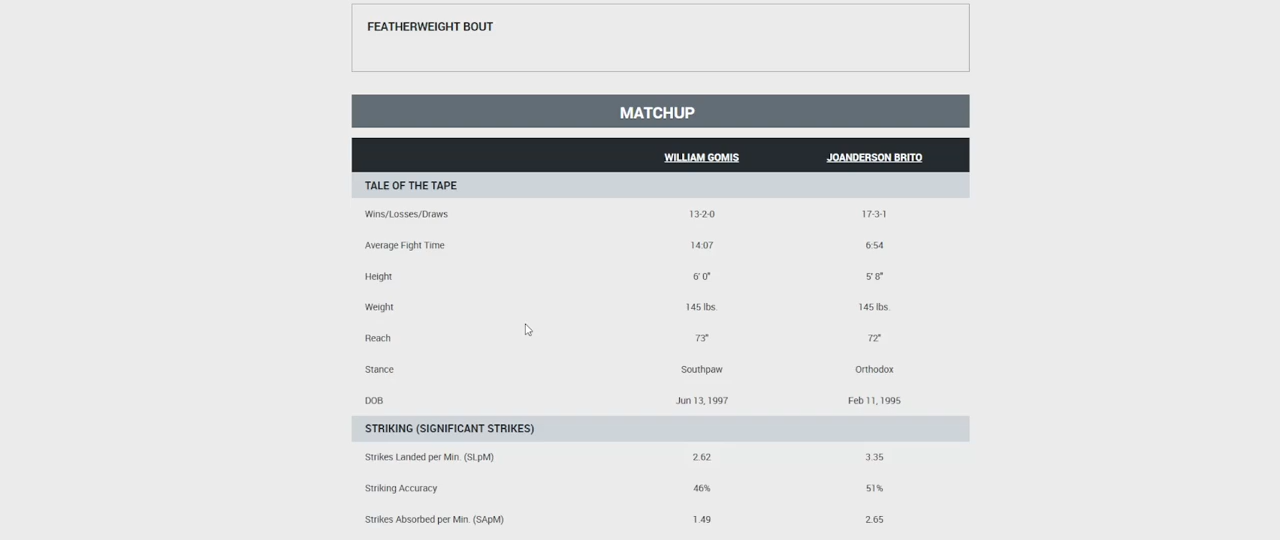 FEATHERWEIGHT BOUT
MATCHUP
WILLIAM GOMIS JOANDERSON BRITO
TALE OF THE TAPE
Wins/Losses/Draws 13-2-0 17-3-1
Average Fight Time 14:07 6:54
Height 6' 0" 5' 8"
Weight 145 lbs. 145 lbs.
Reach 73" 72"
Stance Southpaw Orthodox
DOB Jun 13, 1997 Feb 11, 1995
STRIKING (SIGNIFICANT STRIKES)
Strikes Landed per Min. (SLpM) 2.62 3.35
Striking Accuracy 46% 51%
Strikes Absorbed per Min. (SApM) 1.49 2.65